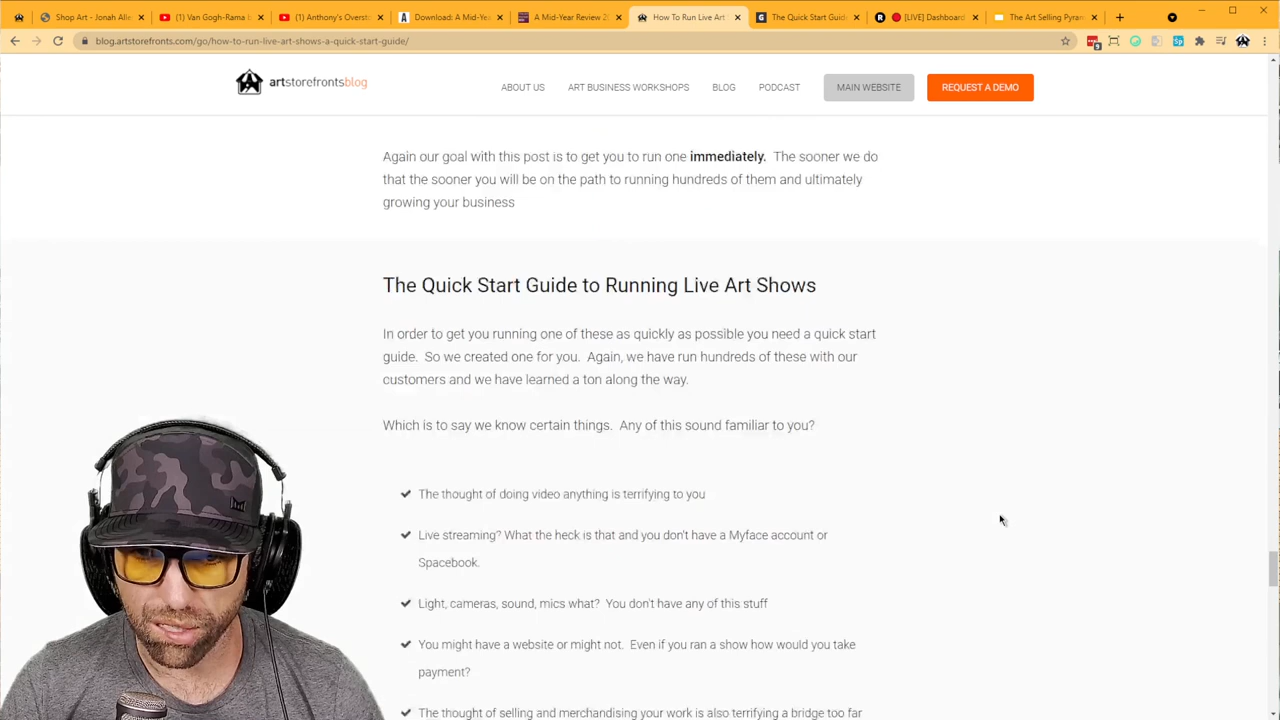 Shop Art - Jonah Alle
(1) Van Gogh-Rama
(1) Anthony's Overst
Download: A Mid-Ye
A Mid-Year Review 20
How To Run Live Art
The Quick Start Guid
[LIVE] Dashboard
The Art Selling Pyra
blog.artstorefronts.com/go/how-to-run-live-art-shows-a-quick-start-guide/
artstorefrontsblog
ABOUT US
ART BUSINESS WORKSHOPS
BLOG
PODCAST
MAIN WEBSITE
REQUEST A DEMO
Again our goal with this post is to get you to run one immediately. The sooner we do
that the sooner you will be on the path to running hundreds of them and ultimately
growing your business
The Quick Start Guide to Running Live Art Shows
In order to get you running one of these as quickly as possible you need a quick start
guide. So we created one for you. Again, we have run hundreds of these with our
customers and we have learned a ton along the way.
Which is to say we know certain things. Any of this sound familiar to you?
The thought of doing video anything is terrifying to you
Live streaming? What the heck is that and you don't have a Myface account or
Spacebook.
Light, cameras, sound, mics what? You don't have any of this stuff
You might have a website or might not. Even if you ran a show how would you take
payment?
The thought of selling and merchandising your work is also terrifying a bridge too far